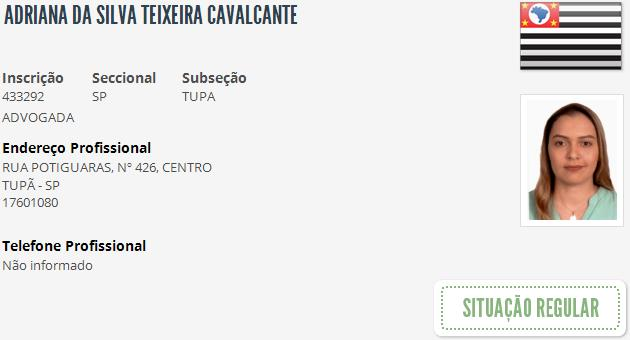 ADRIANA DA SILVA TEIXEIRA CAVALCANTE
Inscrição Seccional Subseção
433292 SP TUPA
ADVOGADA
Endereço Profissional
RUA POTIGUARAS, Nº 426, CENTRO
TUPÃ - SP
17601080
Telefone Profissional
Não informado
SITUAÇÃO REGULAR